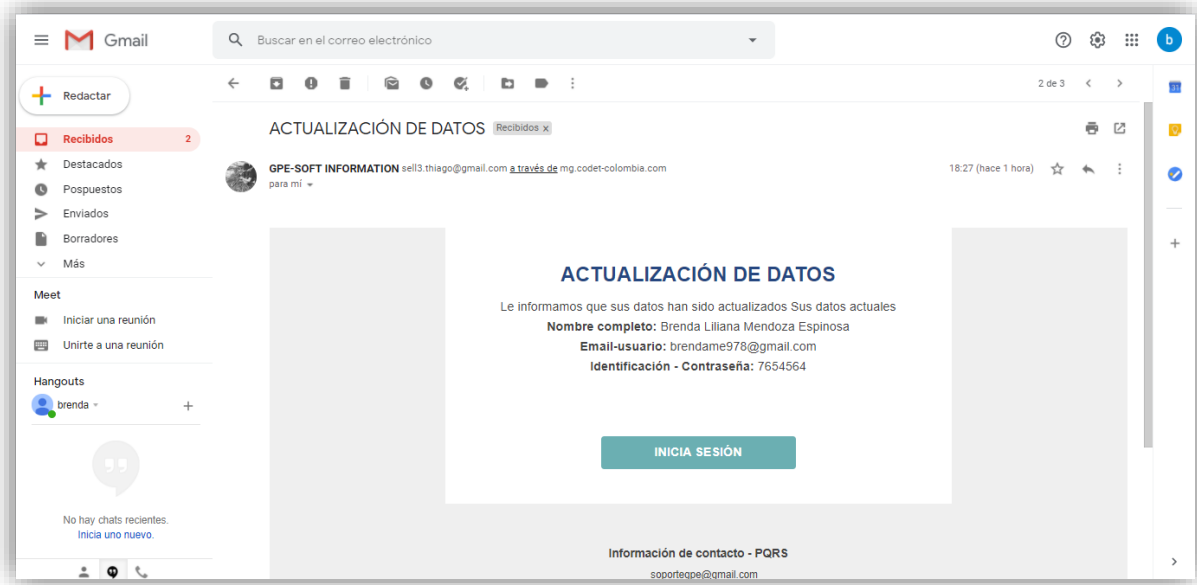 Gmail
Buscar en el correo electrónico
b
Redactar
2 de 3
31
Recibidos 2
Destacados
Pospuestos
Enviados
Borradores
Más
Meet
Iniciar una reunión
Unirte a una reunión
Hangouts
brenda
No hay chats recientes.
Inicia uno nuevo.
ACTUALIZACIÓN DE DATOS Recibidos x
GPE-SOFT INFORMATION sell3.thiago@gmail.com a través de mg.codet-colombia.com 18:27 (hace 1 hora)
para mí
ACTUALIZACIÓN DE DATOS
Le informamos que sus datos han sido actualizados Sus datos actuales
Nombre completo: Brenda Liliana Mendoza Espinosa
Email-usuario: brendame978@gmail.com
Identificación - Contraseña: 7654564
INICIA SESIÓN
Información de contacto - PQRS
soportegpe@gmail.com